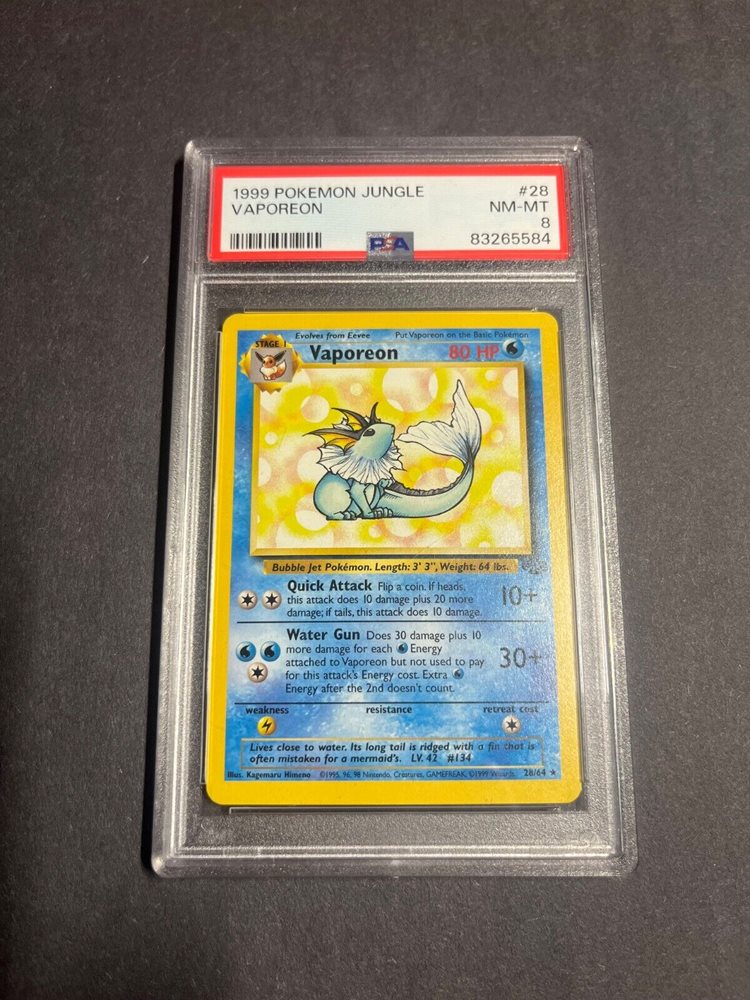 1999 POKEMON JUNGLE #28
VAPOREON NM-MT
8
PSA 83265584
Evolves from Eevee Put Vaporeon on the Basic Pokémon
STAGE 1
Vaporeon 80 HP
Bubble Jet Pokémon. Length: 3' 3", Weight: 64 lbs.
Quick Attack Flip a coin. If heads,
this attack does 10 damage plus 20 more
damage; if tails, this attack does 10 damage.
10+
Water Gun Does 30 damage plus 10
more damage for each Energy
attached to Vaporeon but not used to pay
for this attack's Energy cost. Extra
Energy after the 2nd doesn't count.
30+
weakness resistance retreat cost
Lives close to water. Its long tail is ridged with a fin that is
often mistaken for a mermaid's. LV. 42 #134
Illus. Kagemaru Himeno ©1995, 96, 98 Nintendo, Creatures, GAMEFREAK. ©1999 Wizards. 28/64 ★